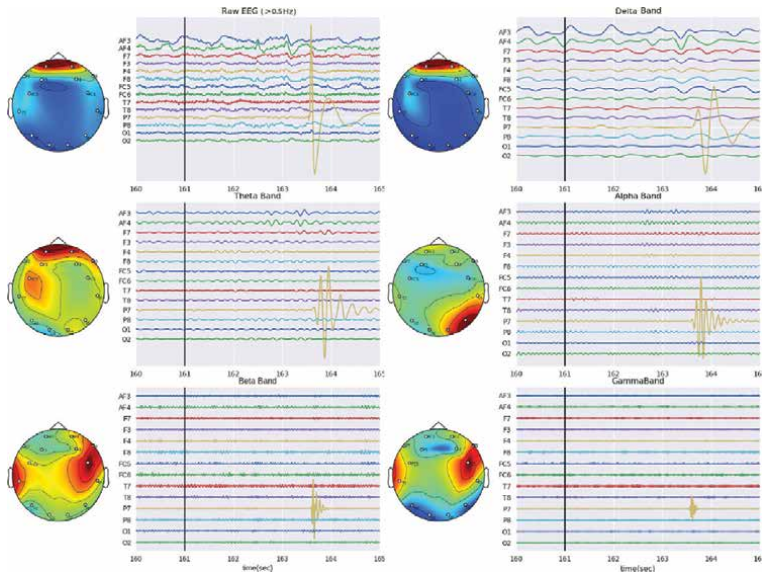 Raw EEG (>0.5Hz)
AF3
AF4
F7
F3
F4
F8
FC5
FC6
T7
T8
P7
P8
O1
O2
160 161 162 163 164 165
Delta Band
AF3
AF4
F7
F3
F4
F8
FC5
FC6
T7
T8
P7
P8
O1
O2
160 161 162 163 164 16
Theta Band
AF3
AF4
F7
F3
F4
F8
FC5
FC6
T7
T8
P7
P8
O1
O2
160 161 162 163 164 165
Alpha Band
AF3
AF4
F7
F3
F4
F8
FC5
FC6
T7
T8
P7
P8
O1
O2
160 161 162 163 164 16
Beta Band
AF3
AF4
F7
F3
F4
F8
FC5
FC6
T7
T8
P7
P8
O1
O2
160 161 162 163 164 165
time(sec)
GammaBand
AF3
AF4
F7
F3
F4
F8
FC5
FC6
T7
T8
P7
P8
O1
O2
160 161 162 163 164 16
time(sec)